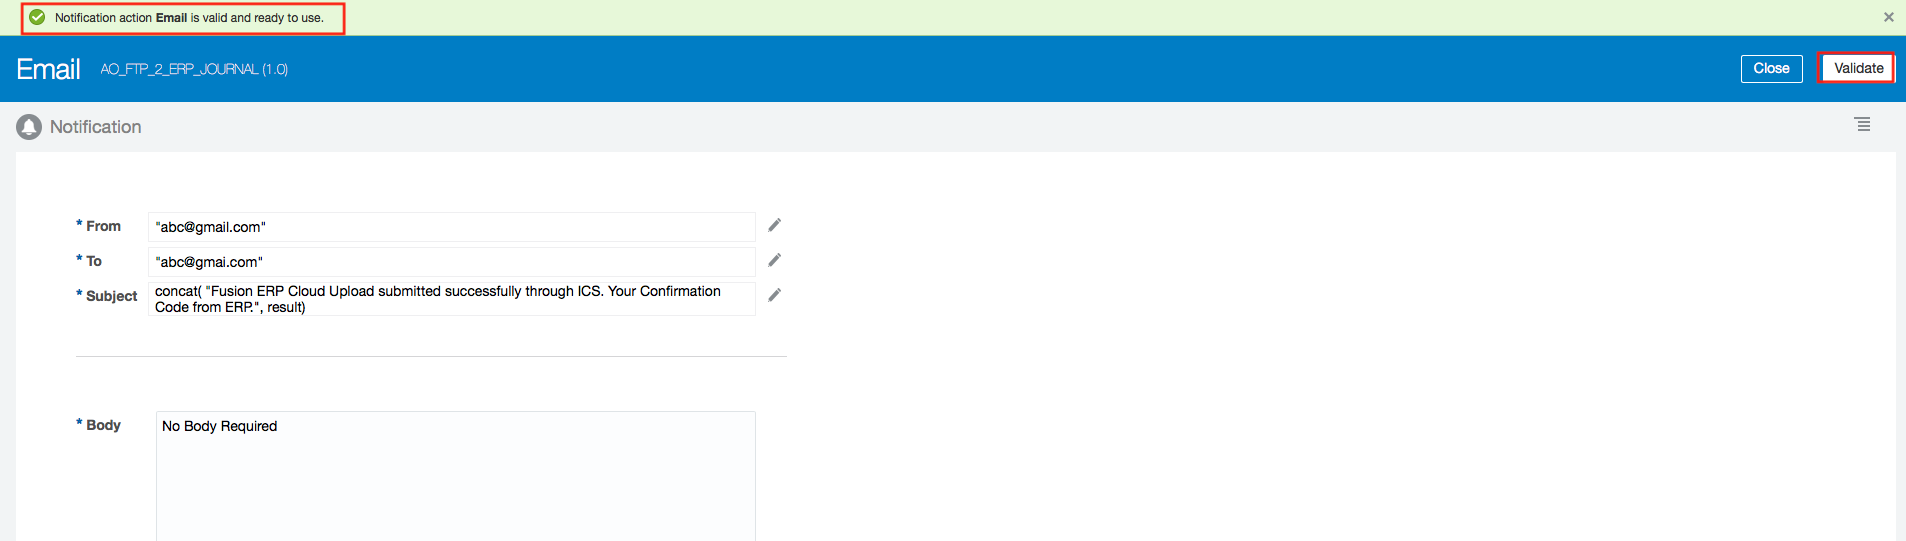 Notification action Email is valid and ready to use.
Email AO_FTP_2_ERP_JOURNAL (1.0) Close Validate
Notification
* From "abc@gmail.com"
* To "abc@gmai.com"
* Subject concat( "Fusion ERP Cloud Upload submitted successfully through ICS. Your Confirmation
Code from ERP.", result)
* Body No Body Required